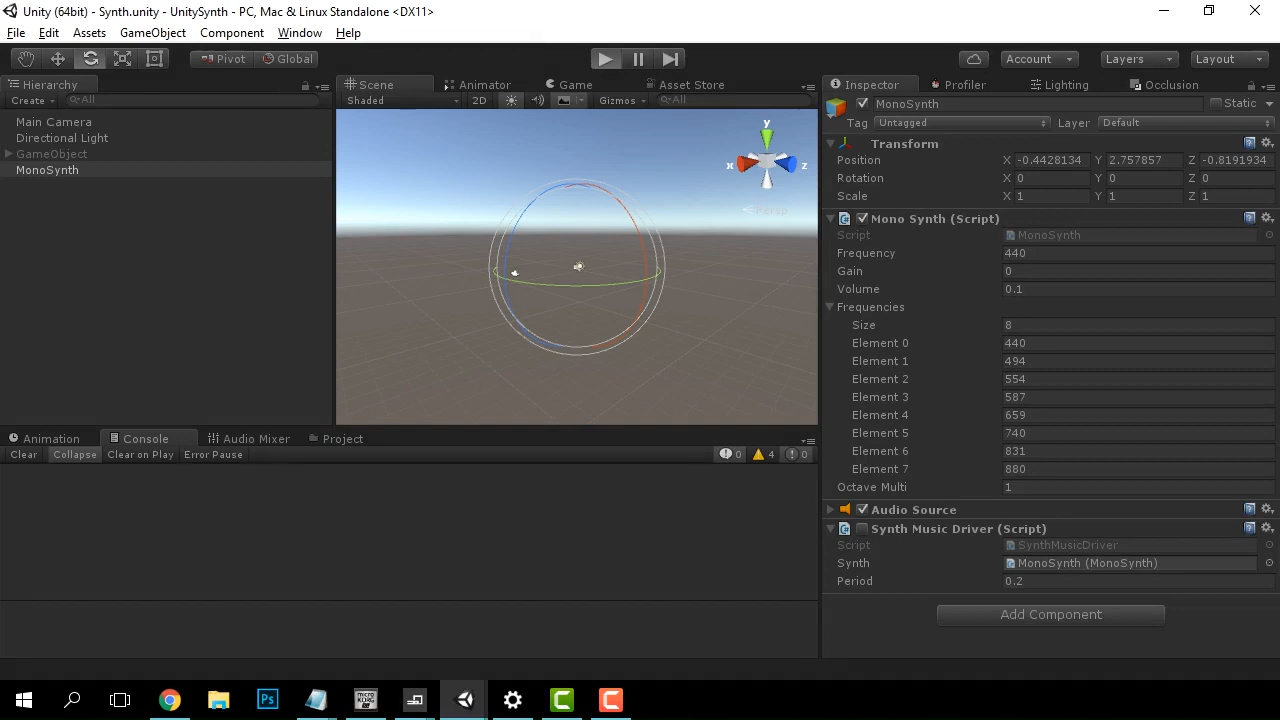 Unity (64bit) - Synth.unity - UnitySynth - PC, Mac & Linux Standalone <DX11>
File Edit Assets GameObject Component Window Help
Pivot Global Account Layers Layout
Hierarchy Scene Animator Game Asset Store Inspector Profiler Lighting Occlusion
Create All Shaded 2D Gizmos All MonoSynth Static
Tag Untagged Layer Default
Main Camera
Directional Light
GameObject
MonoSynth
y
x z
Persp
Transform
Position X -0.4428134 Y 2.757857 Z -0.8191934
Rotation X 0 Y 0 Z 0
Scale X 1 Y 1 Z 1
Mono Synth (Script)
Script MonoSynth
Frequency 440
Gain 0
Volume 0.1
Frequencies
Size 8
Element 0 440
Element 1 494
Element 2 554
Element 3 587
Element 4 659
Element 5 740
Element 6 831
Element 7 880
Octave Multi 1
Audio Source
Synth Music Driver (Script)
Script SynthMusicDriver
Synth MonoSynth (MonoSynth)
Period 0.2
Add Component
Animation Console Audio Mixer Project
Clear Collapse Clear on Play Error Pause 0 4 0
Ps
micro KORG
C C